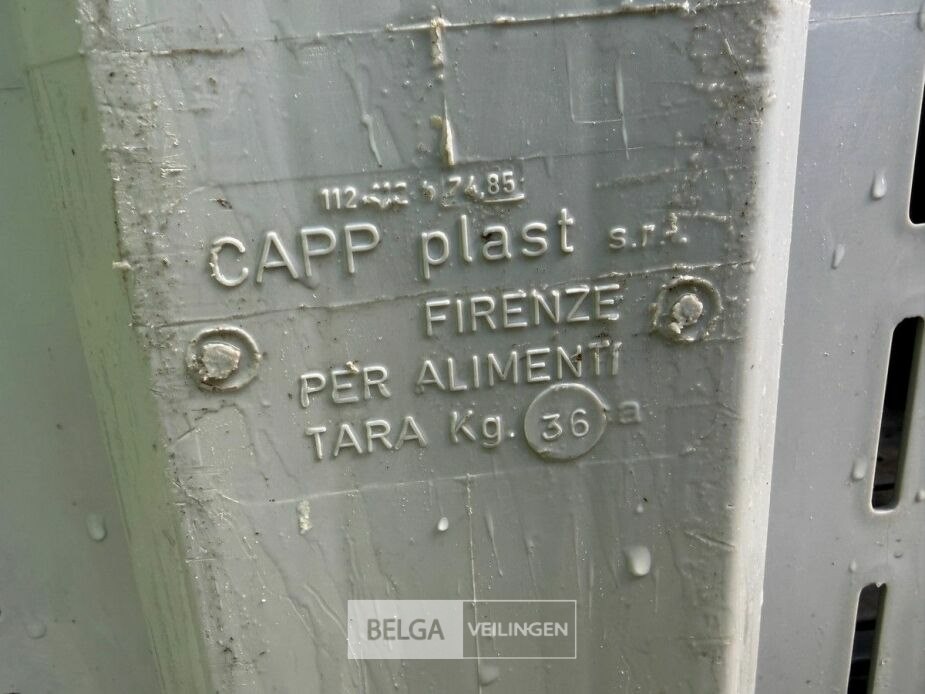 CAPP plast s.r.l.
FIRENZE
PER ALIMENTI
TARA Kg. 36
BELGA VEILINGEN